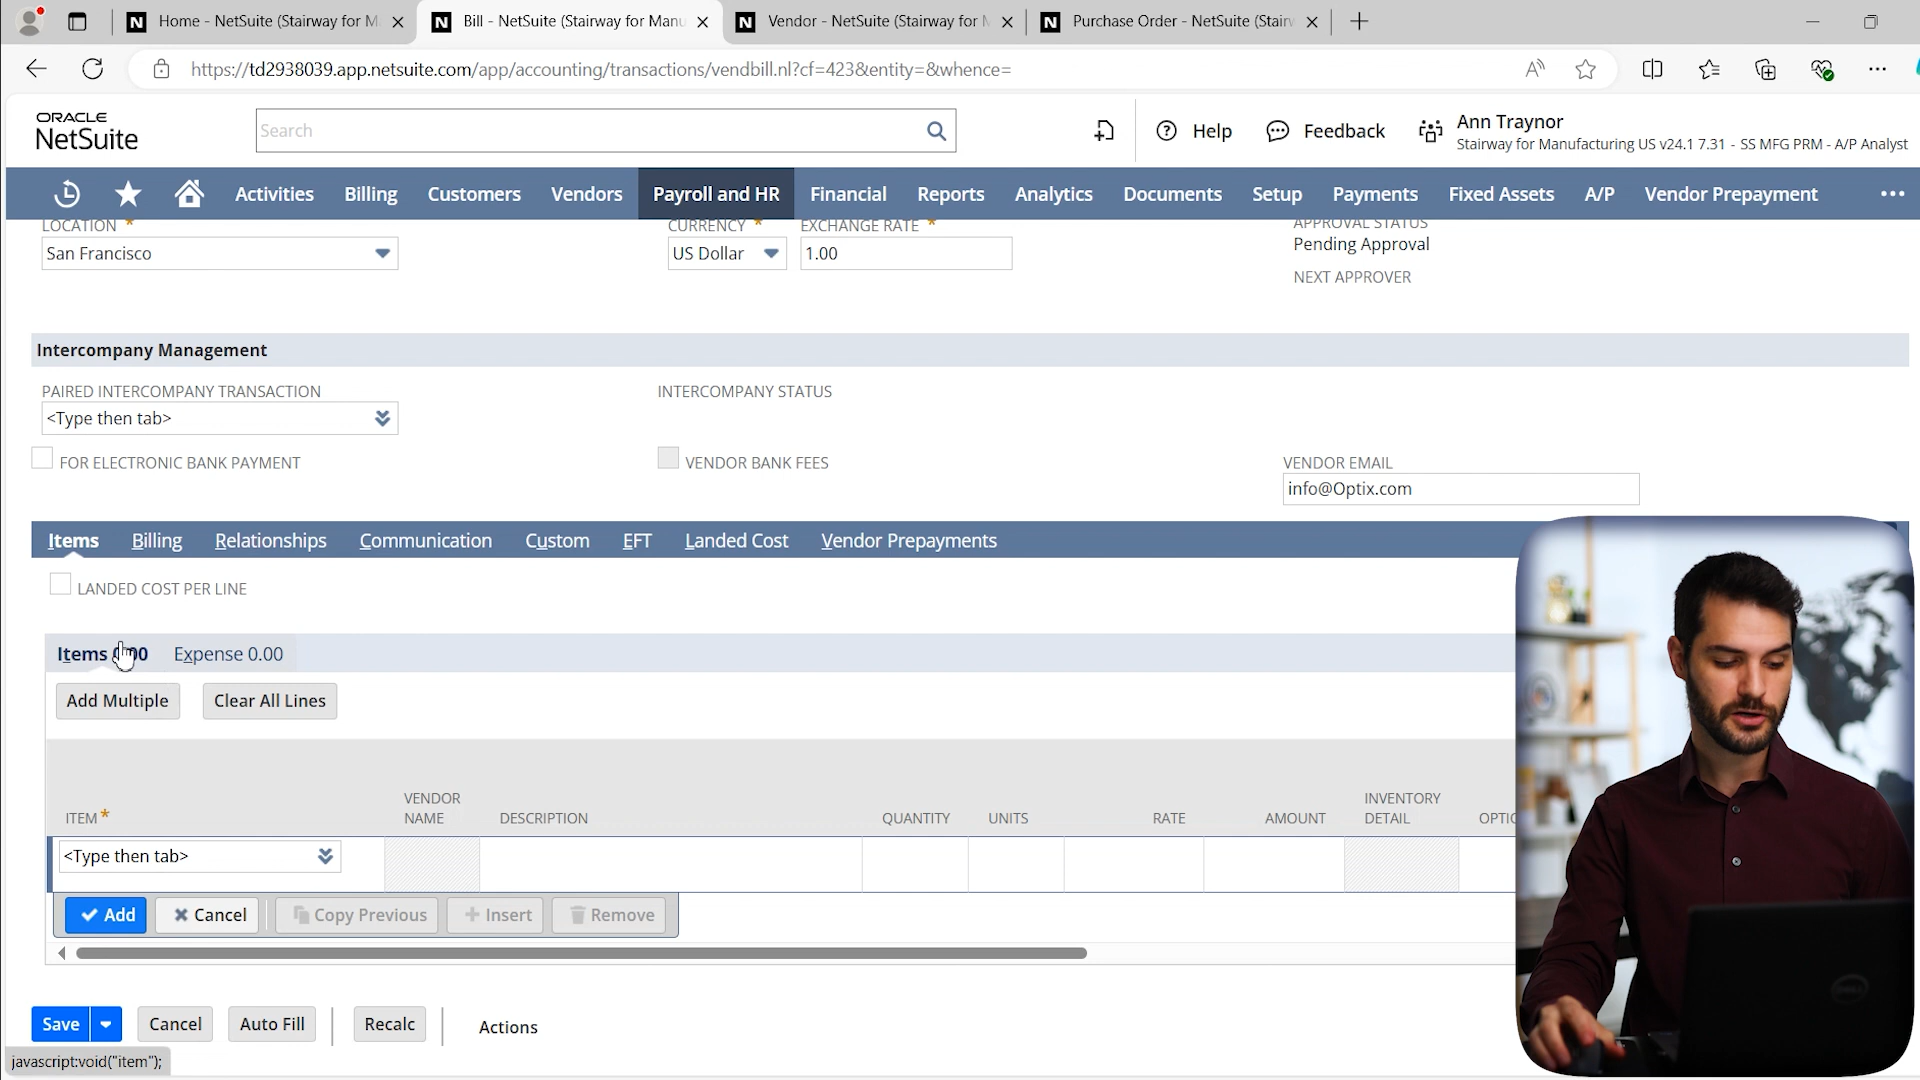 Home - NetSuite (Stairway for M
Bill - NetSuite (Stairway for Manu
Vendor - NetSuite (Stairway for M
Purchase Order - NetSuite (Stairw
https://td2938039.app.netsuite.com/app/accounting/transactions/vendbill.nl?cf=423&entity=&whence=
ORACLE
NetSuite
Search
Help
Feedback
Ann Traynor
Stairway for Manufacturing US v24.1 7.31 - SS MFG PRM - A/P Analyst
Activities
Billing
Customers
Vendors
Payroll and HR
Financial
Reports
Analytics
Documents
Setup
Payments
Fixed Assets
A/P
Vendor Prepayment
LOCATION *
CURRENCY *
EXCHANGE RATE *
APPROVAL STATUS
San Francisco
US Dollar
1.00
Pending Approval
NEXT APPROVER
Intercompany Management
PAIRED INTERCOMPANY TRANSACTION
INTERCOMPANY STATUS
<Type then tab>
FOR ELECTRONIC BANK PAYMENT
VENDOR BANK FEES
VENDOR EMAIL
info@Optix.com
Items
Billing
Relationships
Communication
Custom
EFT
Landed Cost
Vendor Prepayments
LANDED COST PER LINE
Items 0.00
Expense 0.00
Add Multiple
Clear All Lines
ITEM *
VENDOR
NAME
DESCRIPTION
QUANTITY
UNITS
RATE
AMOUNT
INVENTORY
DETAIL
OPTIC
<Type then tab>
Add
Cancel
Copy Previous
Insert
Remove
Save
Cancel
Auto Fill
Recalc
Actions
javascript:void("item");